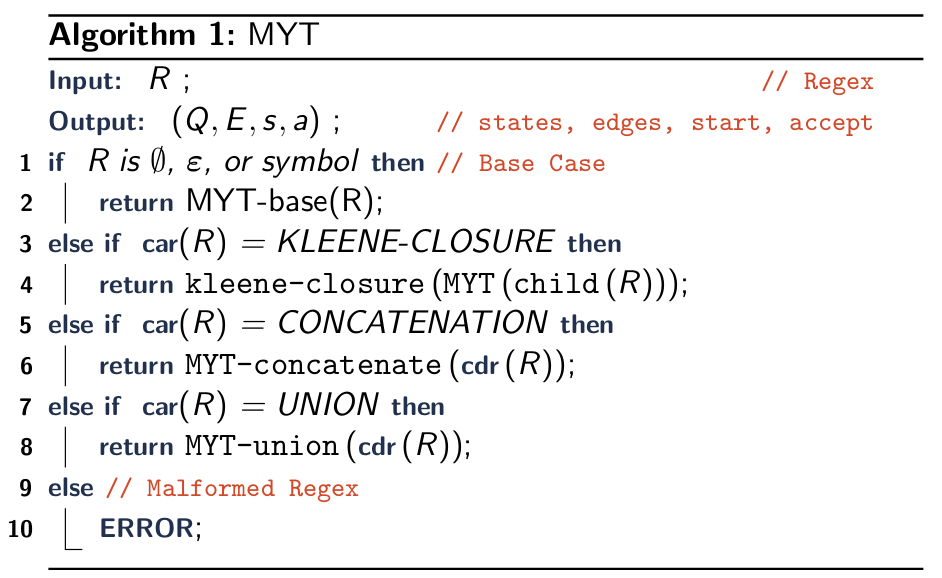 Algorithm 1: MYT
Input: R ; // Regex
Output: (Q, E, s, a) ; // states, edges, start, accept
1 if R is ∅, ε, or symbol then // Base Case
2 return MYT-base(R);
3 else if car(R) = KLEENE-CLOSURE then
4 return kleene-closure(MYT(child(R)));
5 else if car(R) = CONCATENATION then
6 return MYT-concatenate(cdr(R));
7 else if car(R) = UNION then
8 return MYT-union(cdr(R));
9 else // Malformed Regex
10 ERROR;